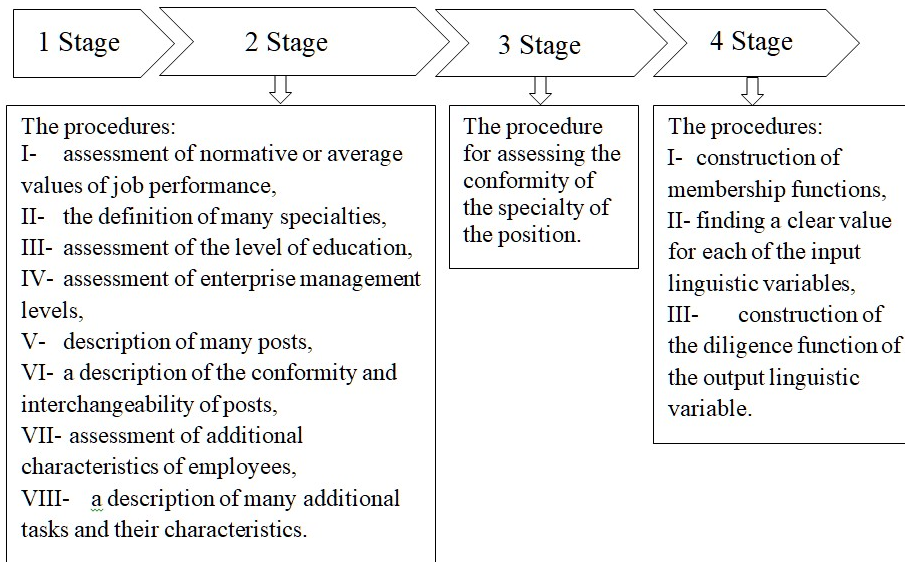 1 Stage
2 Stage
3 Stage
4 Stage
The procedures:
I- assessment of normative or average
values of job performance,
II- the definition of many specialties,
III- assessment of the level of education,
IV- assessment of enterprise management
levels,
V- description of many posts,
VI- a description of the conformity and
interchangeability of posts,
VII- assessment of additional
characteristics of employees,
VIII- a description of many additional
tasks and their characteristics.
The procedure
for assessing the
conformity of
the specialty of
the position.
The procedures:
I- construction of
membership functions,
II- finding a clear value
for each of the input
linguistic variables,
III- construction of
the diligence function of
the output linguistic
variable.